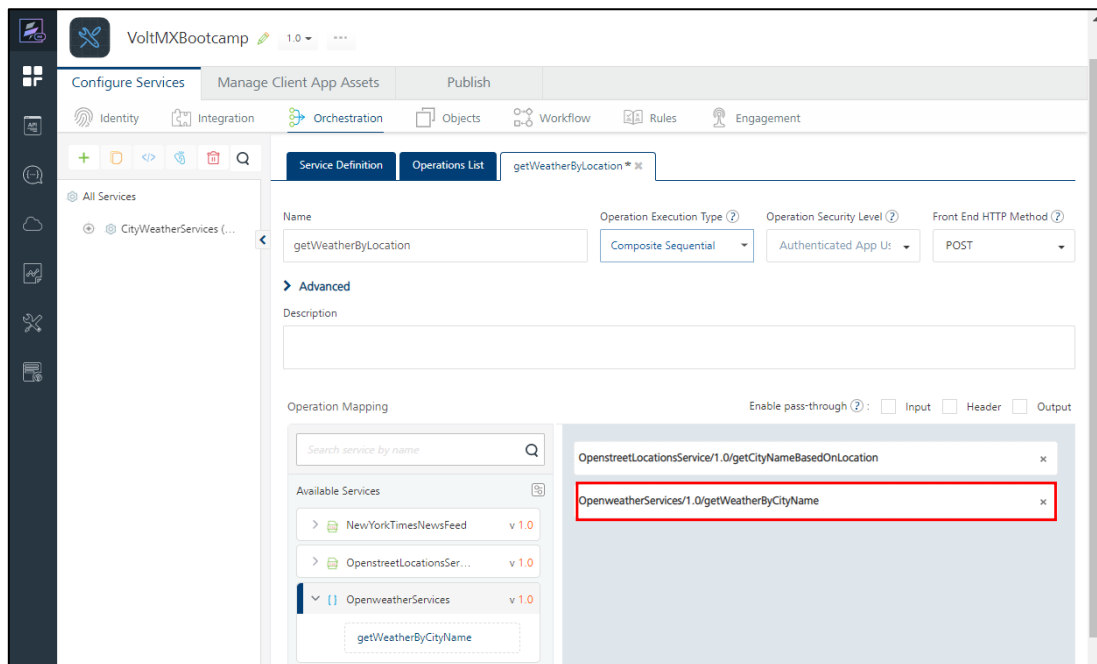 VoltMXBootcamp 1.0
Configure Services Manage Client App Assets Publish
Identity Integration Orchestration Objects Workflow Rules Engagement
Service Definition Operations List getWeatherByLocation *
All Services
CityWeatherServices (...
Name Operation Execution Type ? Operation Security Level ? Front End HTTP Method ?
getWeatherByLocation Composite Sequential Authenticated App Us POST
Advanced
Description
Operation Mapping Enable pass-through ? : Input Header Output
Search service by name
OpenstreetLocationsService/1.0/getCityNameBasedOnLocation ×
Available Services
OpenweatherServices/1.0/getWeatherByCityName ×
NewYorkTimesNewsFeed v 1.0
OpenstreetLocationsSer... v 1.0
OpenweatherServices v 1.0
getWeatherByCityName